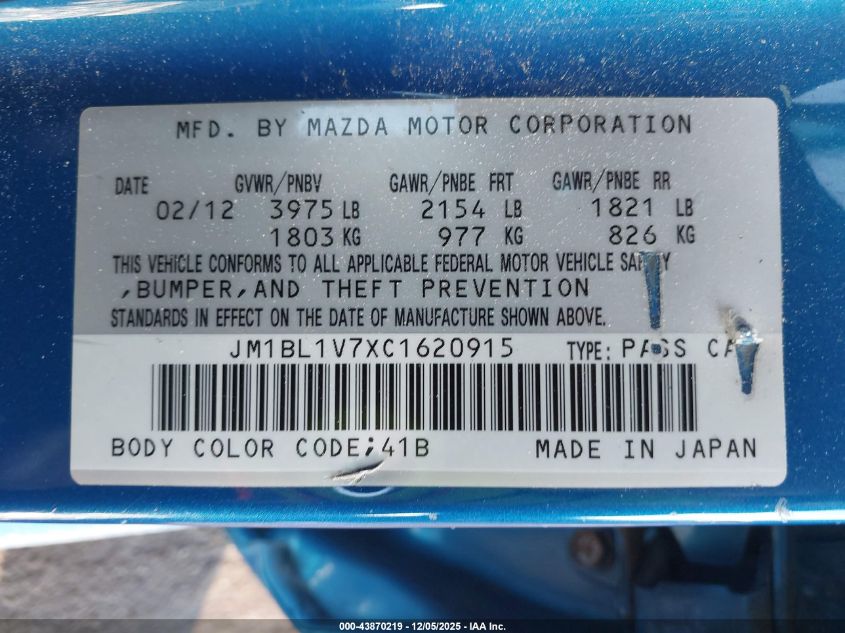 MFD. BY MAZDA MOTOR CORPORATION
DATE GVWR/PNBV GAWR/PNBE FRT GAWR/PNBE RR
02/12 3975 LB 2154 LB 1821 LB
1803 KG 977 KG 826 KG
THIS VEHICLE CONFORMS TO ALL APPLICABLE FEDERAL MOTOR VEHICLE
,BUMPER,AND THEFT PREVENTION
STANDARDS IN EFFECT ON THE DATE OF MANUFACTURE SHOWN ABOVE.
JM1BL1V7XC1620915 TYPE: PASS CAR
BODY COLOR CODE;41B MADE IN JAPAN
000-43870219 - 12/05/2025 - IAA Inc.